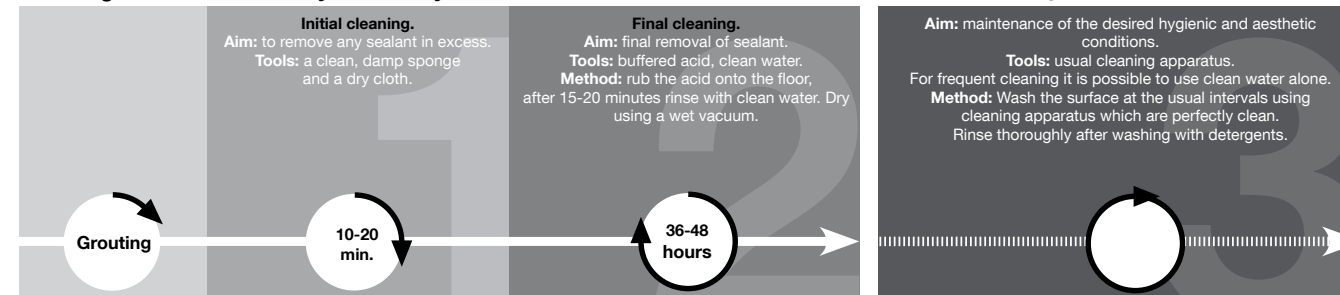 Initial cleaning.
Aim: to remove any sealant in excess.
Tools: a clean, damp sponge
and a dry cloth.
1
Grouting
10-20
min.
Final cleaning.
Aim: final removal of sealant.
Tools: buffered acid, clean water.
Method: rub the acid onto the floor,
after 15-20 minutes rinse with clean water. Dry
using a wet vacuum.
2
36-48
hours
Aim: maintenance of the desired hygienic and aesthetic
conditions.
Tools: usual cleaning apparatus.
For frequent cleaning it is possible to use clean water alone.
Method: Wash the surface at the usual intervals using
cleaning apparatus which are perfectly clean.
Rinse thoroughly after washing with detergents.
3